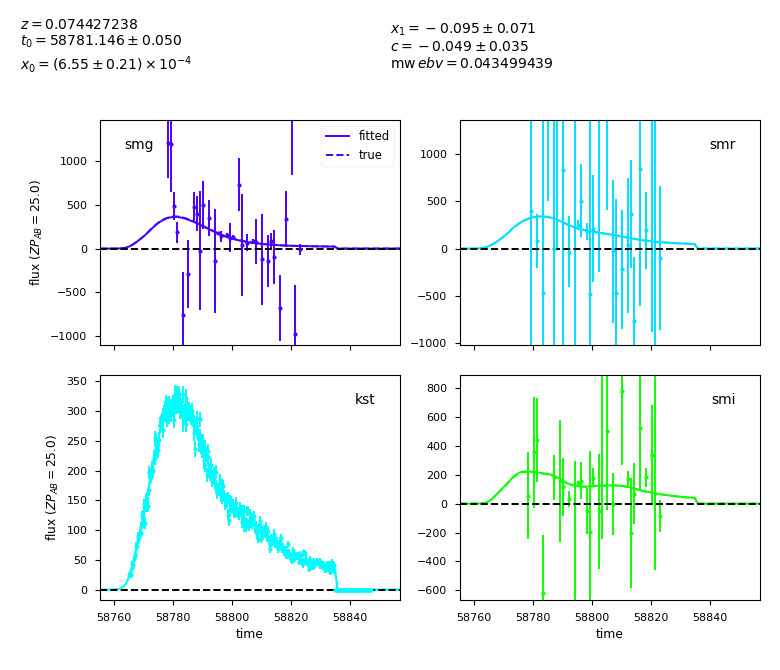 z = 0.074427238
t₀ = 58781.146 ± 0.050
x₀ = (6.55 ± 0.21) × 10⁻⁴
x₁ = −0.095 ± 0.071
c = −0.049 ± 0.035
mw ebv = 0.043499439
smg
fitted
true
1000
500
0
−500
−1000
flux (ZP_AB = 25.0)
smr
1000
500
0
−500
−1000
kst
350
300
250
200
150
100
50
0
flux (ZP_AB = 25.0)
58760 58780 58800 58820 58840
time
smi
800
600
400
200
0
−200
−400
−600
58760 58780 58800 58820 58840
time